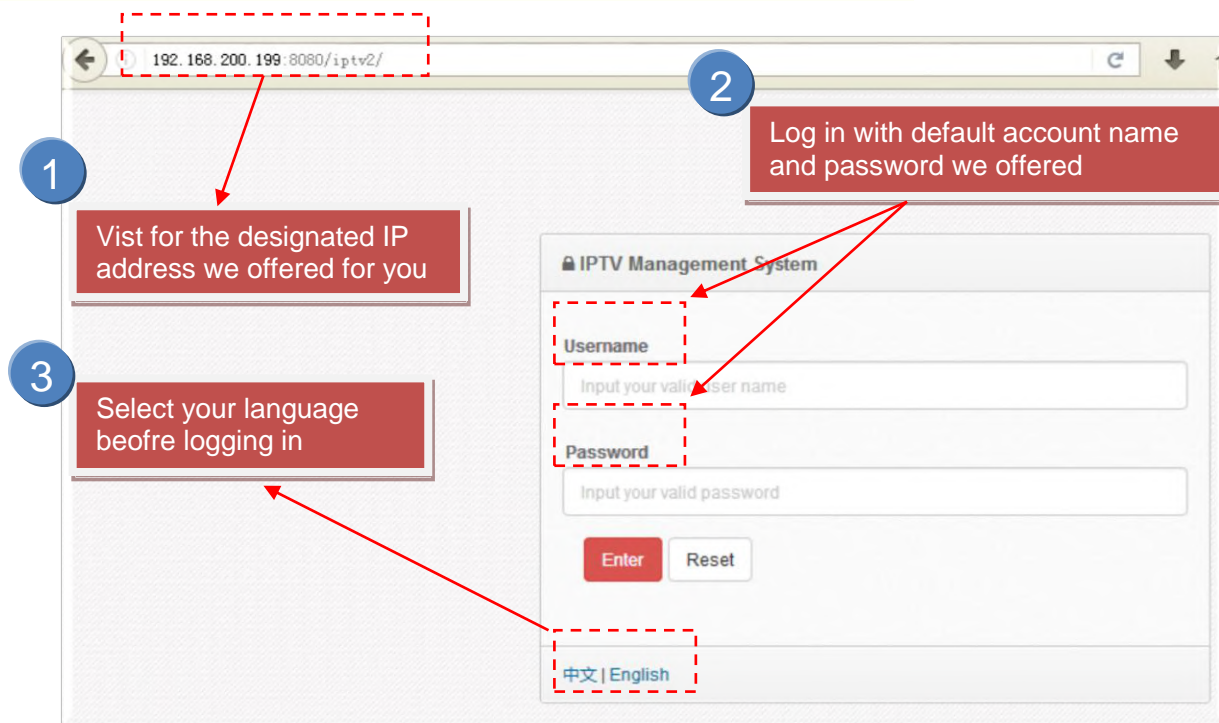 192.168.200.199:8080/iptv2/
1
Vist for the designated IP
address we offered for you
2
Log in with default account name
and password we offered
3
Select your language
beofre logging in
IPTV Management System
Username
Input your valid user name
Password
Input your valid password
Enter Reset
中文 | English